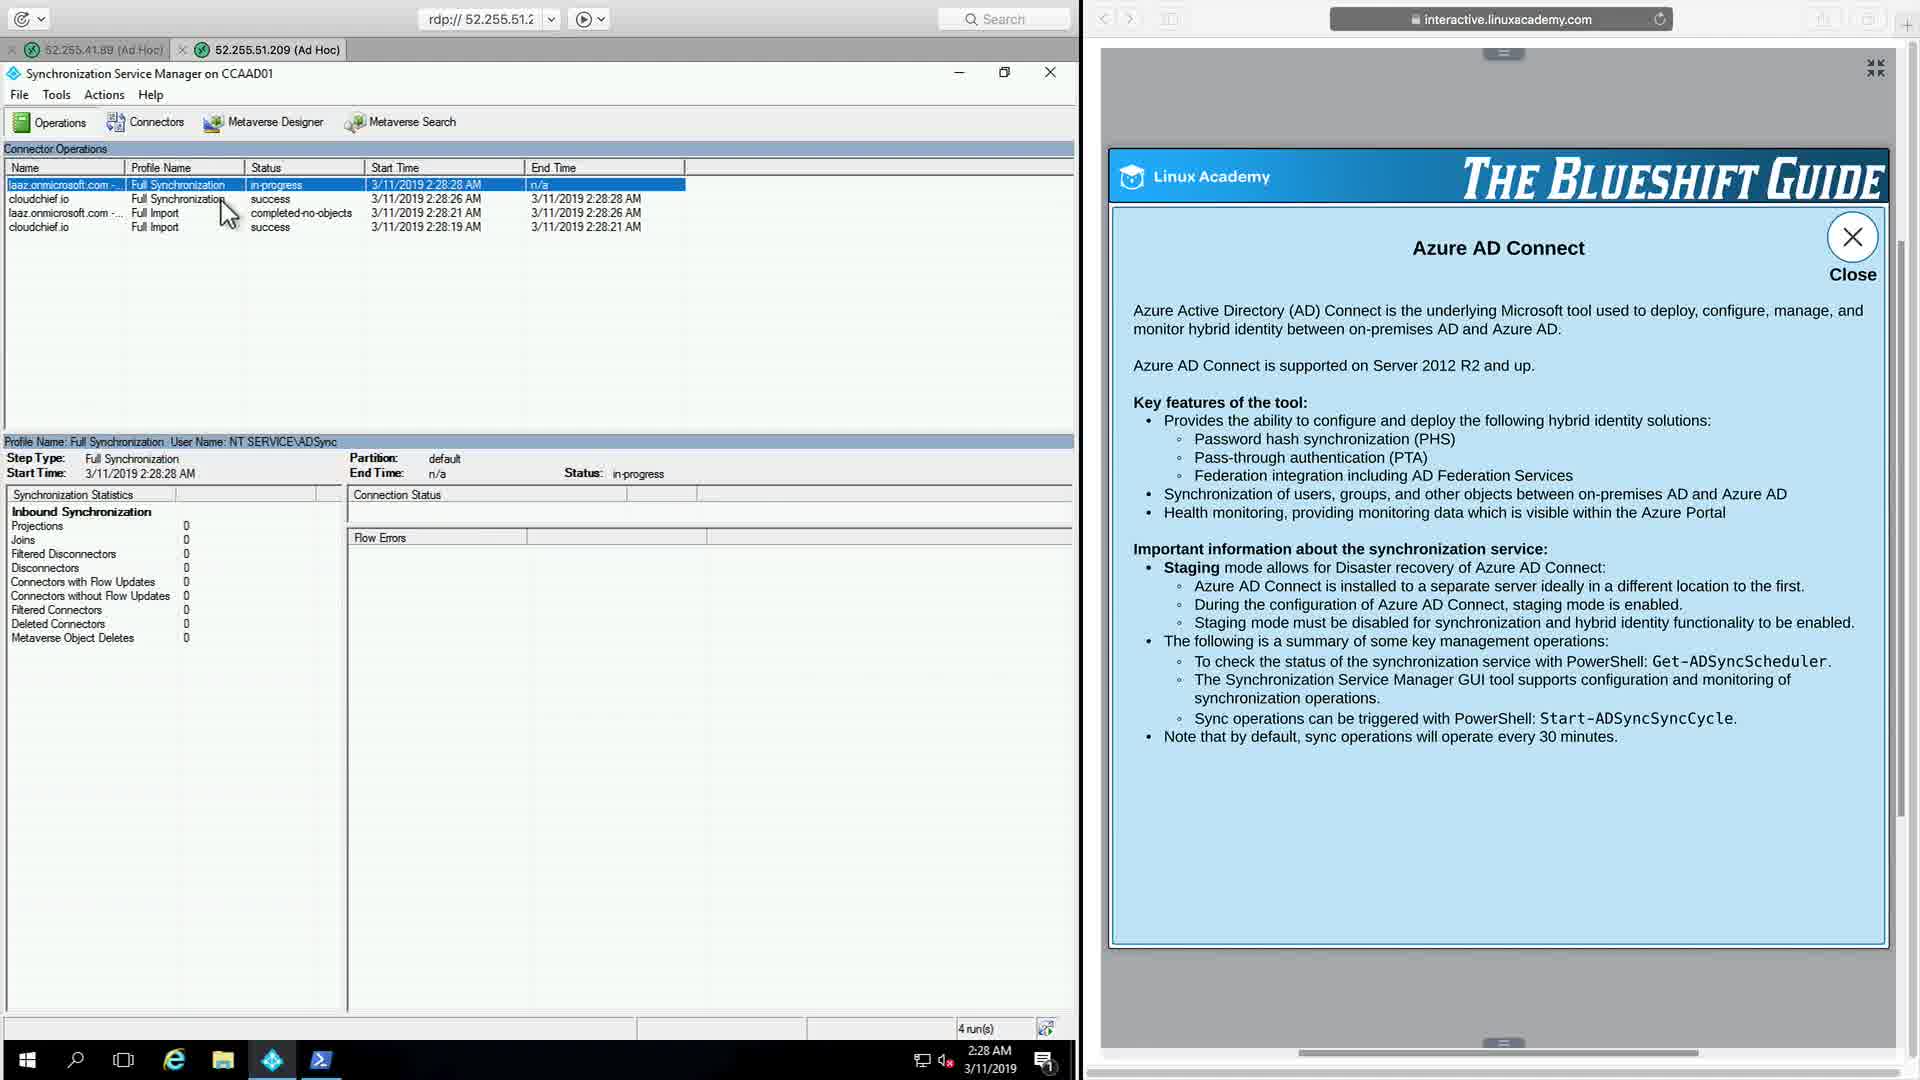 rdp:// 52.255.51.2
Search
52.255.41.89 (Ad Hoc)
52.255.51.209 (Ad Hoc)
Synchronization Service Manager on CCAAD01
File Tools Actions Help
Operations Connectors Metaverse Designer Metaverse Search
Connector Operations
Name Profile Name Status Start Time End Time
laaz.onmicrosoft.com -... Full Synchronization in-progress 3/11/2019 2:28:28 AM n/a
cloudchief.io Full Synchronization success 3/11/2019 2:28:26 AM 3/11/2019 2:28:28 AM
laaz.onmicrosoft.com -... Full Import completed-no-objects 3/11/2019 2:28:21 AM 3/11/2019 2:28:26 AM
cloudchief.io Full Import success 3/11/2019 2:28:19 AM 3/11/2019 2:28:21 AM
Profile Name: Full Synchronization User Name: NT SERVICE\ADSync
Step Type: Full Synchronization Partition: default
Start Time: 3/11/2019 2:28:28 AM End Time: n/a Status: in-progress
Synchronization Statistics
Inbound Synchronization
Projections 0
Joins 0
Filtered Disconnectors 0
Disconnectors 0
Connectors with Flow Updates 0
Connectors without Flow Updates 0
Filtered Connectors 0
Deleted Connectors 0
Metaverse Object Deletes 0
Connection Status
Flow Errors
4 run(s)
2:28 AM
3/11/2019
1
interactive.linuxacademy.com
Linux Academy
THE BLUESHIFT GUIDE
Azure AD Connect
Close
Azure Active Directory (AD) Connect is the underlying Microsoft tool used to deploy, configure, manage, and
monitor hybrid identity between on-premises AD and Azure AD.
Azure AD Connect is supported on Server 2012 R2 and up.
Key features of the tool:
• Provides the ability to configure and deploy the following hybrid identity solutions:
◦ Password hash synchronization (PHS)
◦ Pass-through authentication (PTA)
◦ Federation integration including AD Federation Services
• Synchronization of users, groups, and other objects between on-premises AD and Azure AD
• Health monitoring, providing monitoring data which is visible within the Azure Portal
Important information about the synchronization service:
• Staging mode allows for Disaster recovery of Azure AD Connect:
◦ Azure AD Connect is installed to a separate server ideally in a different location to the first.
◦ During the configuration of Azure AD Connect, staging mode is enabled.
◦ Staging mode must be disabled for synchronization and hybrid identity functionality to be enabled.
• The following is a summary of some key management operations:
◦ To check the status of the synchronization service with PowerShell: Get-ADSyncScheduler.
◦ The Synchronization Service Manager GUI tool supports configuration and monitoring of
synchronization operations.
◦ Sync operations can be triggered with PowerShell: Start-ADSyncSyncCycle.
• Note that by default, sync operations will operate every 30 minutes.